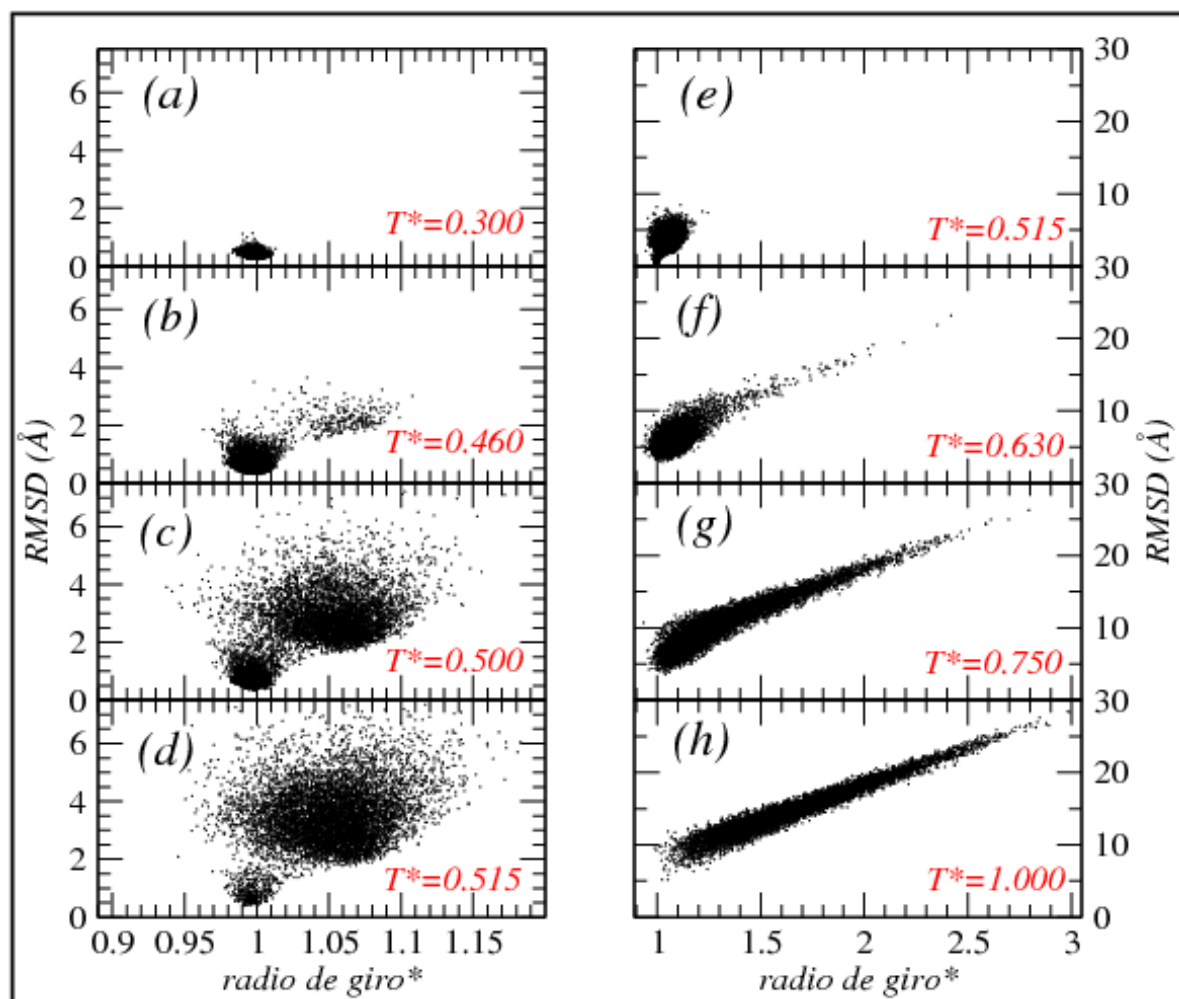 (a)
T*=0.300
0
2
4
6
(b)
T*=0.460
0
2
4
6
(c)
T*=0.500
0
2
4
6
(d)
T*=0.515
0
2
4
6
0.9 0.95 1 1.05 1.1 1.15
radio de giro*
RMSD (Å)
(e)
T*=0.515
30
20
10
(f)
T*=0.630
30
20
10
(g)
T*=0.750
30
20
10
(h)
T*=1.000
30
20
10
0
1 1.5 2 2.5 3
radio de giro*
RMSD (Å)